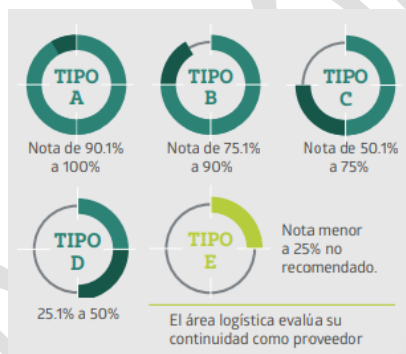 TIPO
A
Nota de 90.1%
a 100%
TIPO
B
Nota de 75.1%
a 90%
TIPO
C
Nota de 50.1%
a 75%
TIPO
D
25.1% a 50%
TIPO
E
Nota menor
a 25% no
recomendado.
El área logística evalúa su
continuidad como proveedor